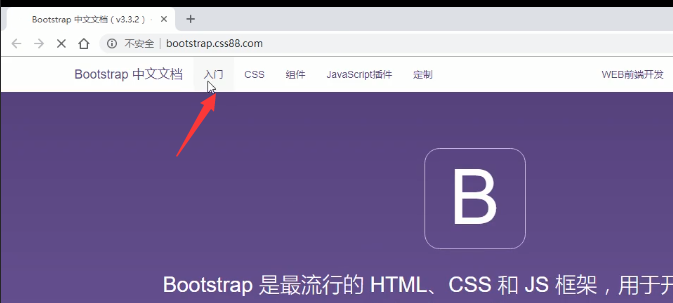 Bootstrap 中文文档（v3.3.2）
不安全 | bootstrap.css88.com
Bootstrap 中文文档 入门 CSS 组件 JavaScript插件 定制 WEB前端开发
B
Bootstrap 是最流行的 HTML、CSS 和 JS 框架，用于开